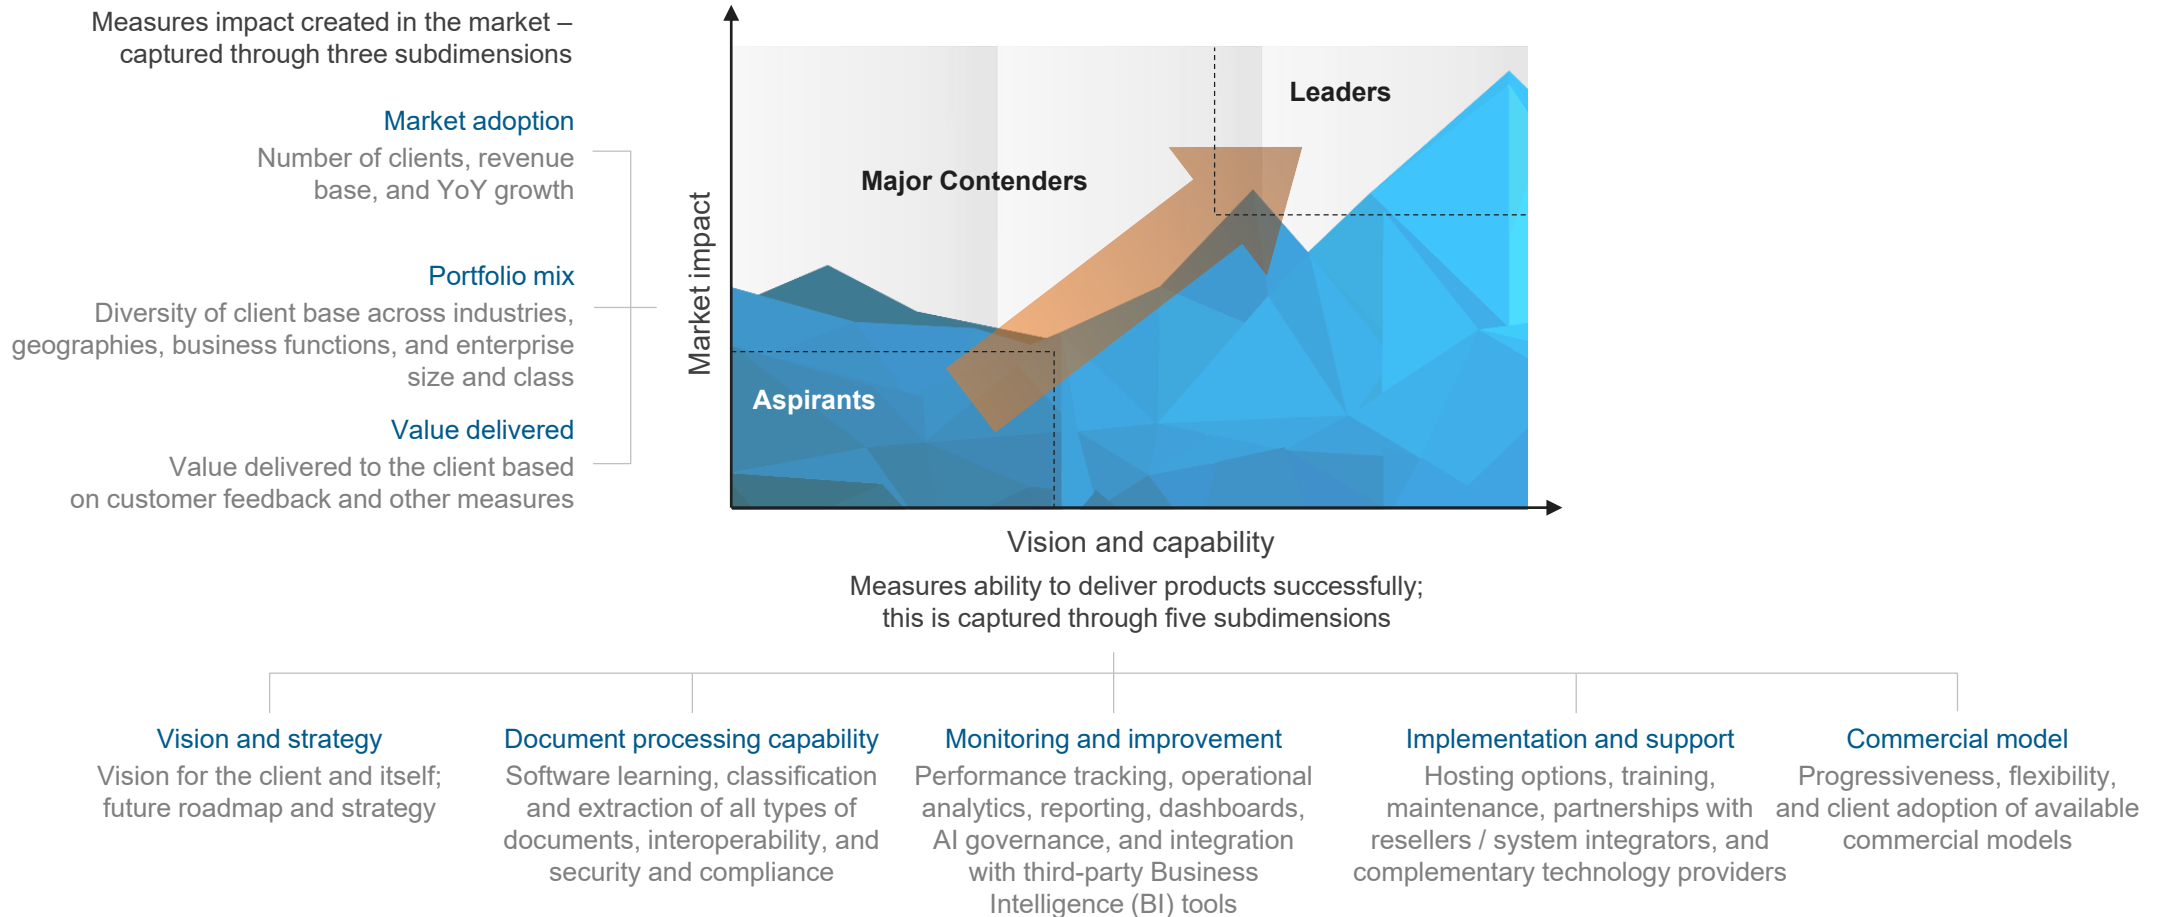 Measures impact created in the market –
captured through three subdimensions
Market adoption
Number of clients, revenue
base, and YoY growth
Portfolio mix
Diversity of client base across industries,
geographies, business functions, and enterprise
size and class
Value delivered
Value delivered to the client based
on customer feedback and other measures
Market impact
Leaders
Major Contenders
Aspirants
Vision and capability
Measures ability to deliver products successfully;
this is captured through five subdimensions
Vision and strategy
Vision for the client and itself;
future roadmap and strategy
Document processing capability
Software learning, classification
and extraction of all types of
documents, interoperability, and
security and compliance
Monitoring and improvement
Performance tracking, operational
analytics, reporting, dashboards,
AI governance, and integration
with third-party Business
Intelligence (BI) tools
Implementation and support
Hosting options, training,
maintenance, partnerships with
resellers / system integrators, and
complementary technology providers
Commercial model
Progressiveness, flexibility,
and client adoption of available
commercial models